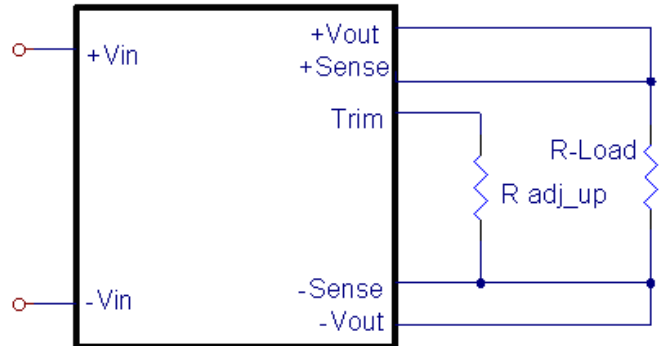 +Vout
+Vin
+Sense
Trim
R-Load
R adj_up
-Sense
-Vin
-Vout